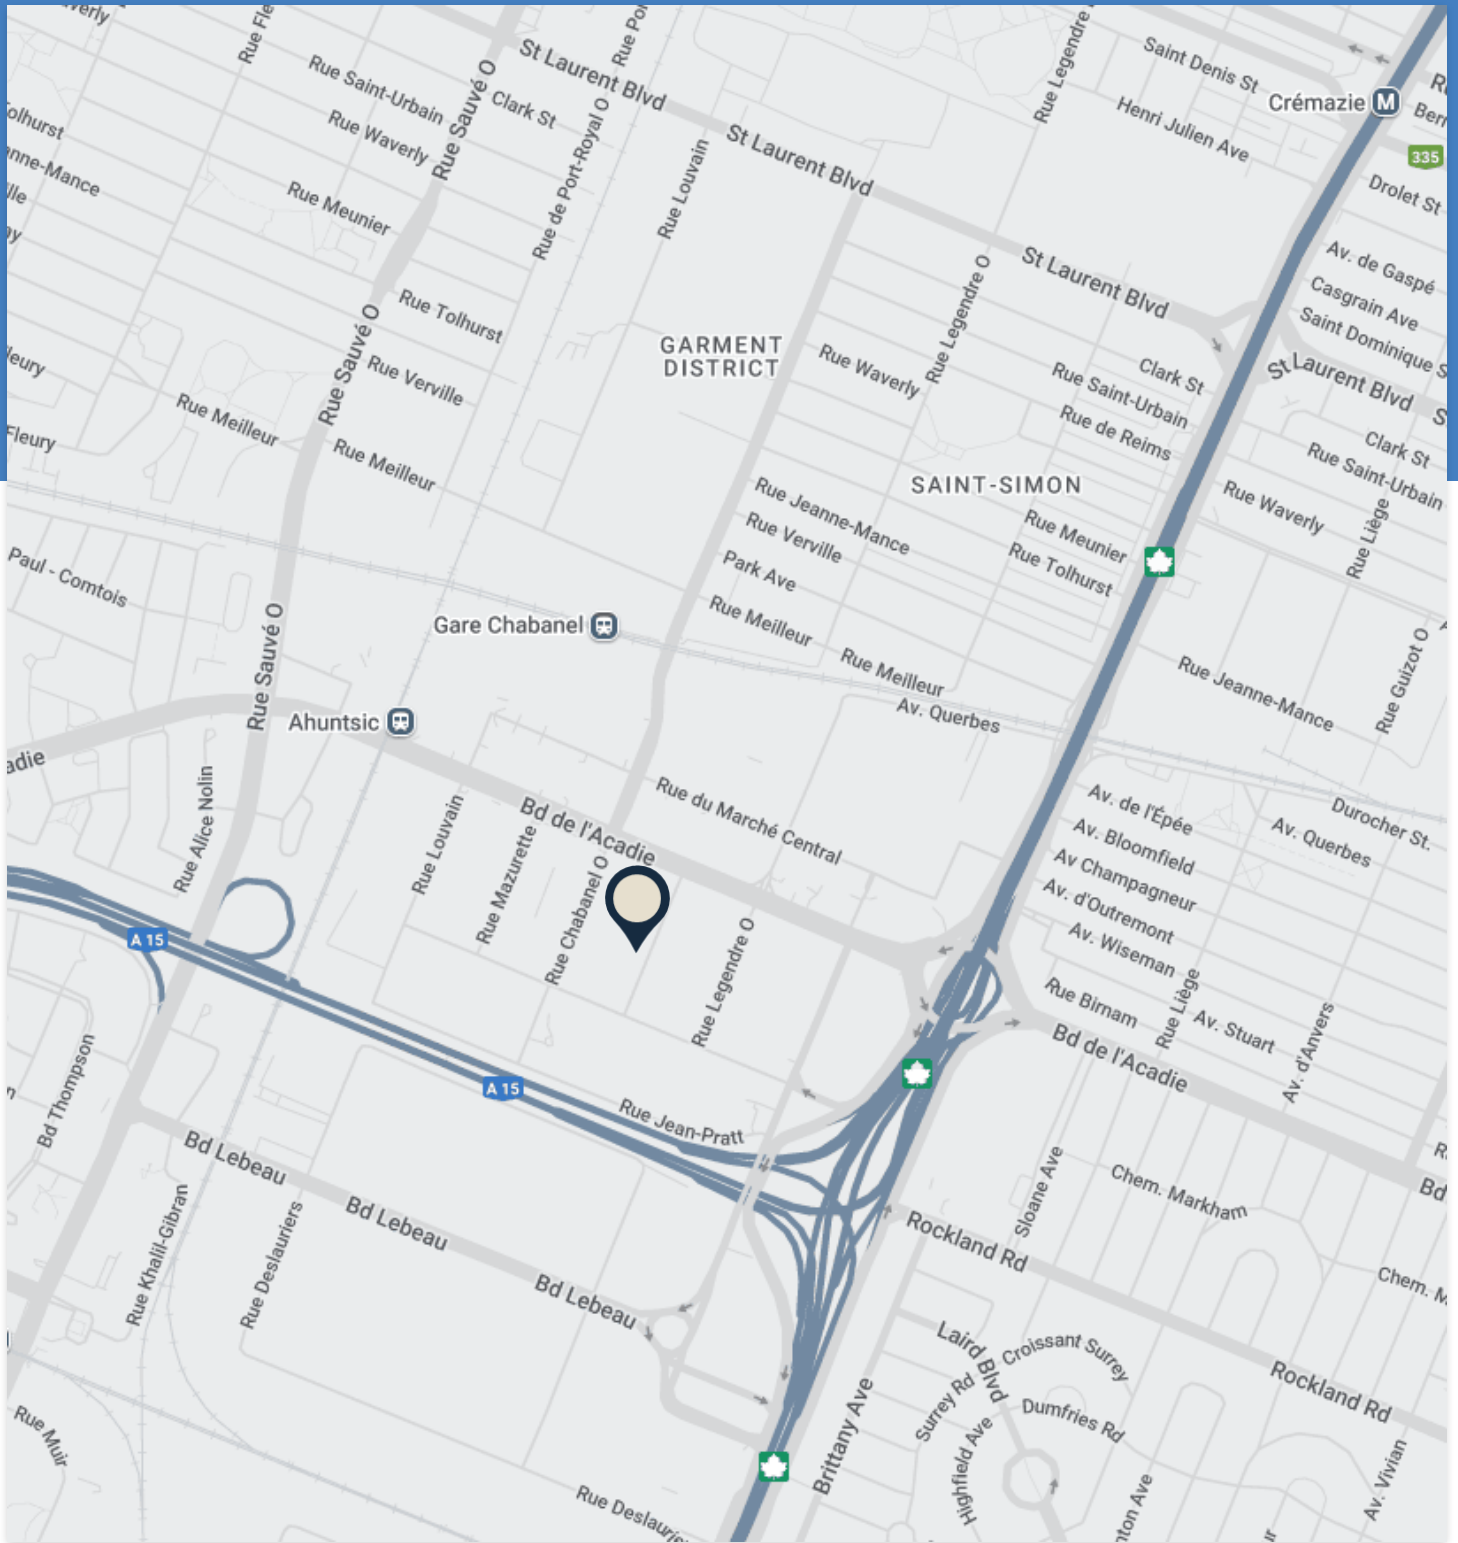 St Laurent Blvd
Rue Saint-Urbain
Rue Sauvé O
Clark St
Rue Waverly
Rue de Port-Royal O
Rue Louvain
St Laurent Blvd
Rue Legendre
Saint Denis St
Henri Julien Ave
Crémazie
M
335
Drolet St
Rue Meunier
Rue Tolhurst
Rue Verville
Rue Sauvé O
Rue Meilleur
Rue Meilleur
Fleury
GARMENT
DISTRICT
Rue Legendre O
Rue Waverly
St Laurent Blvd
Av. de Gaspé
Casgrain Ave
Saint Dominique S
Clark St
Rue Saint-Urbain
Rue de Reims
St Laurent Blvd
Clark St
Rue Saint-Urbain
Rue Waverly
Rue Liège
SAINT-SIMON
Rue Jeanne-Mance
Rue Verville
Park Ave
Rue Meilleur
Rue Meilleur
Av. Querbes
Rue Meunier
Rue Tolhurst
Rue Jeanne-Mance
Rue Guizot O
Paul - Comtois
Gare Chabanel
Rue Sauvé O
Ahuntsic
Rue Alice Nolin
Rue Louvain
Rue Mazurette
Bd de l'Acadie
Rue Chabanel O
Rue du Marché Central
Rue Legendre O
Av. de l'Épée
Av. Bloomfield
Av Champagneur
Av. d'Outremont
Av. Wiseman
Durocher St.
Av. Querbes
Rue Birnam
Rue Liège
Av. Stuart
Av. d'Anvers
Bd de l'Acadie
A 15
A 15
Bd Thompson
Rue Jean-Pratt
Bd Lebeau
Bd Lebeau
Bd Lebeau
Rue Khalil-Gibran
Rue Deslauriers
Sloane Ave
Chem. Markham
Rockland Rd
Bd
Chem. M
Laird Blvd
Croissant Surrey
Surrey Rd
Dumfries Rd
Highfield Ave
Rockland Rd
Brittany Ave
Av. Vivian
Rue Muir
Rue Deslaurie